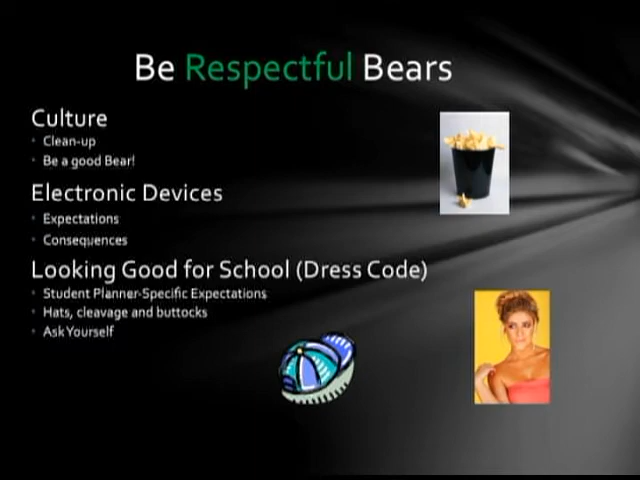 Be Respectful Bears
Culture
Clean-up
Be a good Bear!
Electronic Devices
Expectations
Consequences
Looking Good for School (Dress Code)
Student Planner-Specific Expectations
Hats, cleavage and buttocks
Ask Yourself